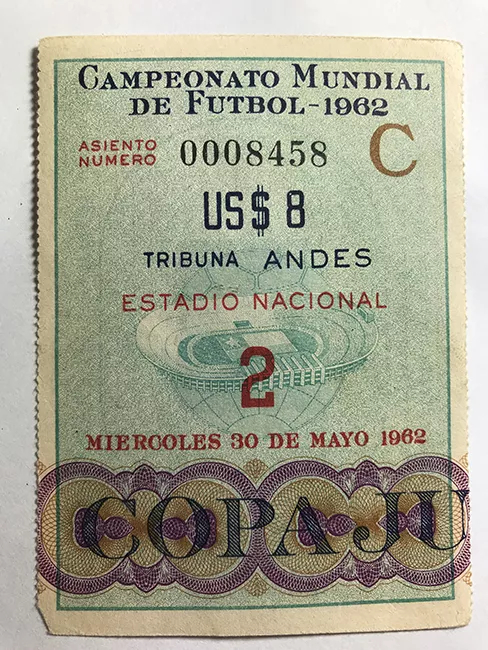 CAMPEONATO MUNDIAL
DE FUTBOL-1962
ASIENTO
NUMERO 0008458 C
US$ 8
TRIBUNA ANDES
ESTADIO NACIONAL
2
MIERCOLES 30 DE MAYO 1962
COPA JU